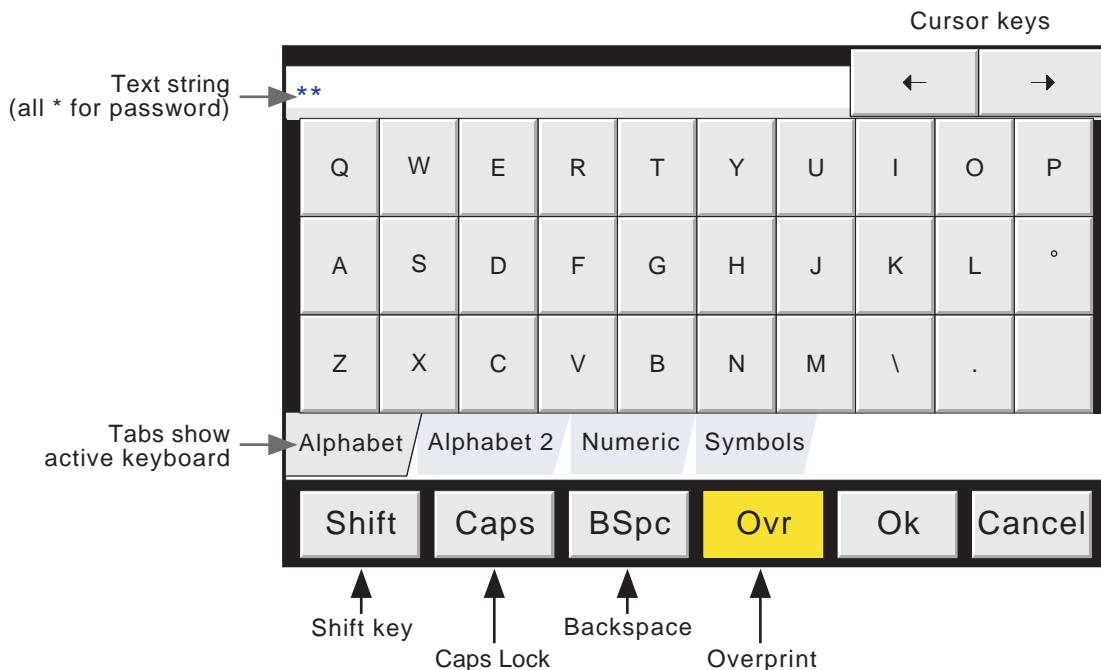 Cursor keys
Text string
(all * for password)
**
← →
Q W E R T Y U I O P
A S D F G H J K L °
Z X C V B N M \ .
Tabs show
active keyboard
Alphabet Alphabet 2 Numeric Symbols
Shift Caps BSpc Ovr Ok Cancel
Shift key Backspace
Caps Lock Overprint